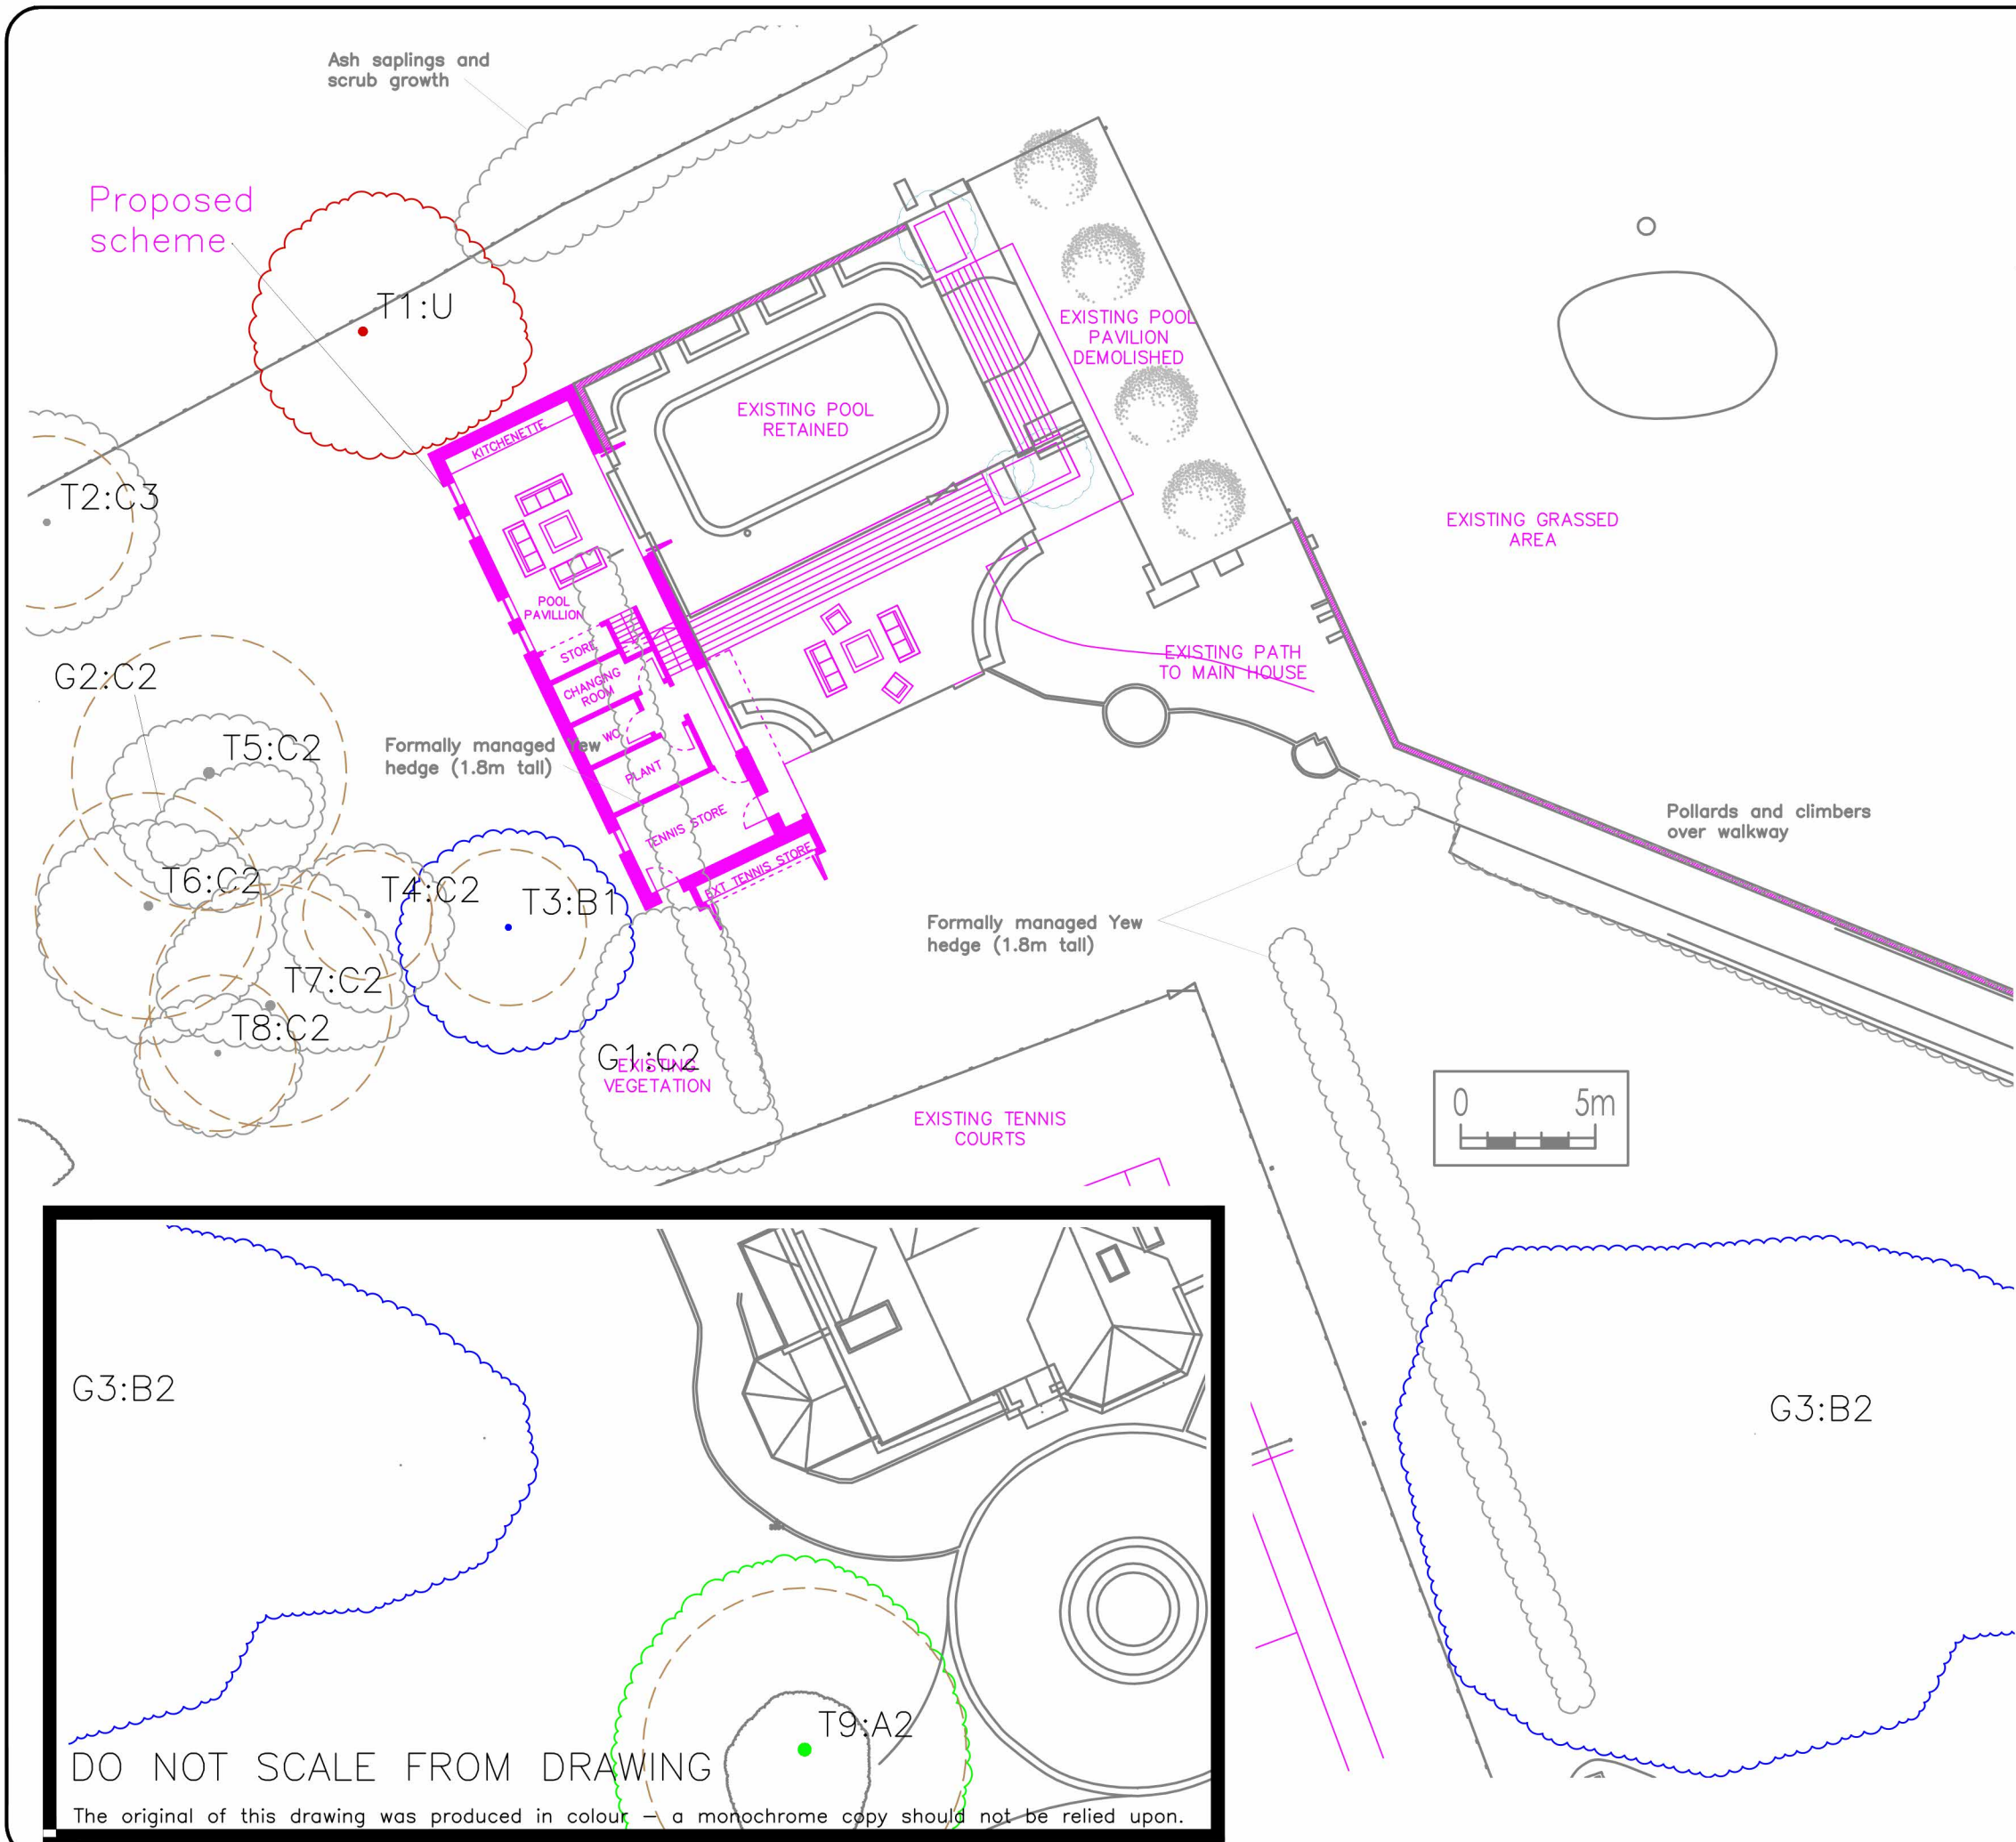 Ash saplings and
scrub growth
Proposed
scheme
T1:U
EXISTING POOL
PAVILION
DEMOLISHED
KITCHENETTE
EXISTING POOL
RETAINED
T2:C3
EXISTING GRASSED
AREA
POOL
PAVILLION
STORE
CHANGING
ROOM
WC
PLANT
TENNIS STORE
EXT TENNIS STORE
EXISTING PATH
TO MAIN HOUSE
G2:C2
T5:C2
Formally managed Yew
hedge (1.8m tall)
Pollards and climbers
over walkway
T6:C2
T4:C2
T3:B1
Formally managed Yew
hedge (1.8m tall)
T7:C2
T8:C2
G1:C2
EXISTING
VEGETATION
EXISTING TENNIS
COURTS
0 5m
G3:B2
G3:B2
T9:A2
DO NOT SCALE FROM DRAWING
The original of this drawing was produced in colour – a monochrome copy should not be relied upon.